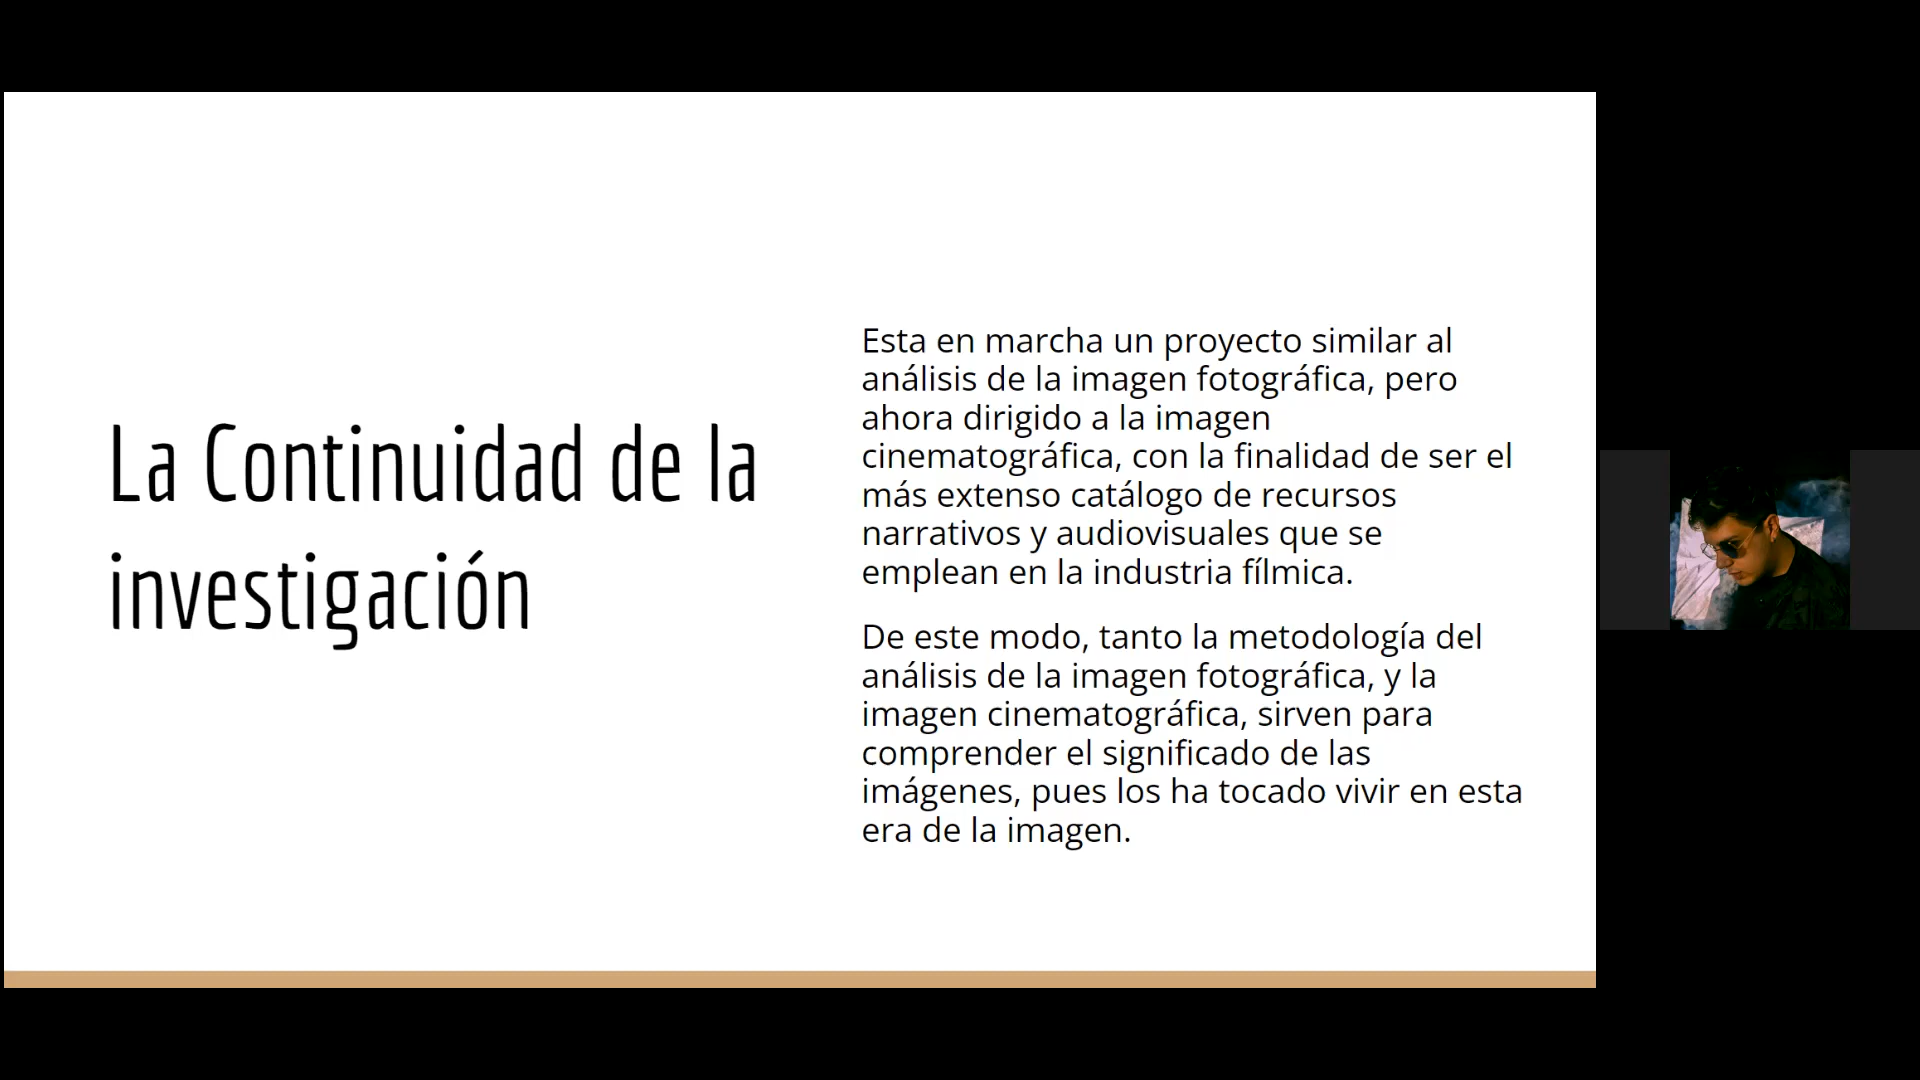 La Continuidad de la
investigación
Esta en marcha un proyecto similar al
análisis de la imagen fotográfica, pero
ahora dirigido a la imagen
cinematográfica, con la finalidad de ser el
más extenso catálogo de recursos
narrativos y audiovisuales que se
emplean en la industria fílmica.
De este modo, tanto la metodología del
análisis de la imagen fotográfica, y la
imagen cinematográfica, sirven para
comprender el significado de las
imágenes, pues los ha tocado vivir en esta
era de la imagen.